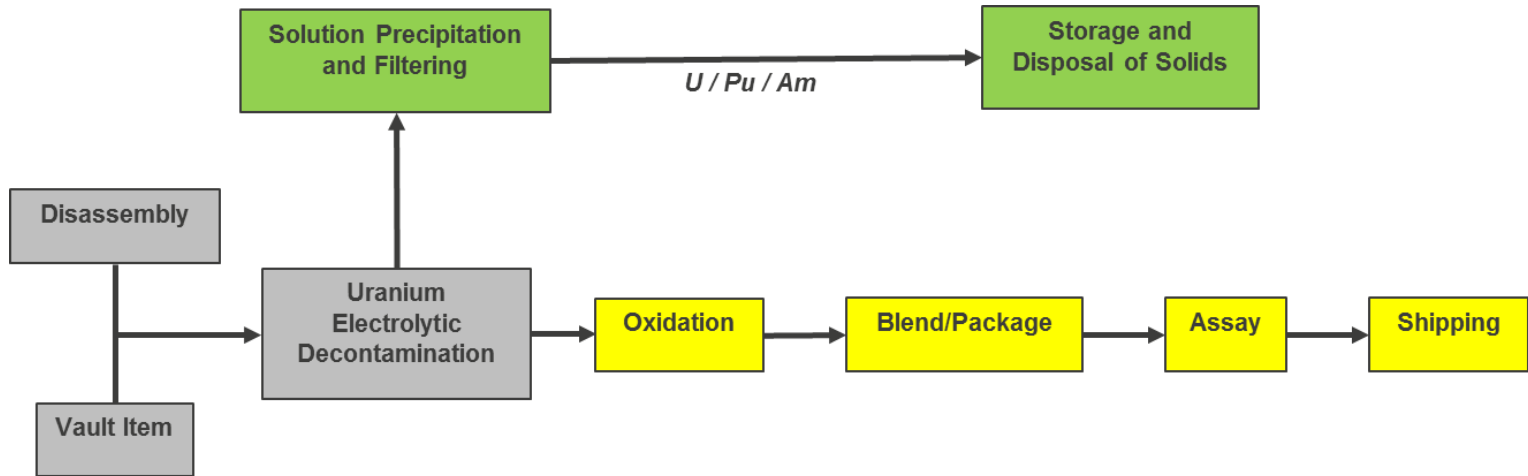 Solution Precipitation
and Filtering
U / Pu / Am
Storage and
Disposal of Solids
Disassembly
Vault Item
Uranium
Electrolytic
Decontamination
Oxidation
Blend/Package
Assay
Shipping